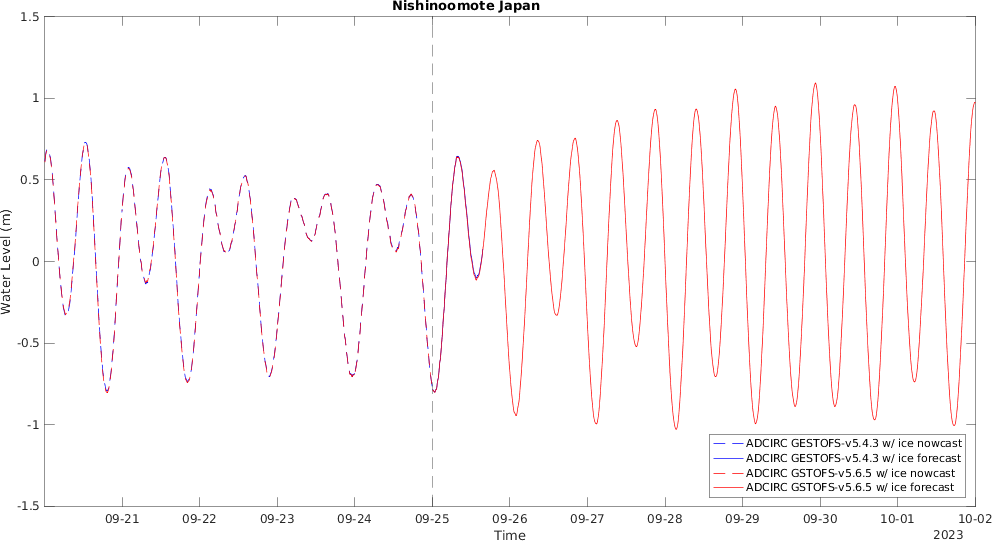 Nishinoomote Japan
1.5
1
0.5
0
-0.5
-1
-1.5
Water Level (m)
09-21 09-22 09-23 09-24 09-25 09-26 09-27 09-28 09-29 09-30 10-01 10-02
Time
2023
ADCIRC GESTOFS-v5.4.3 w/ ice nowcast
ADCIRC GESTOFS-v5.4.3 w/ ice forecast
ADCIRC GSTOFS-v5.6.5 w/ ice nowcast
ADCIRC GSTOFS-v5.6.5 w/ ice forecast